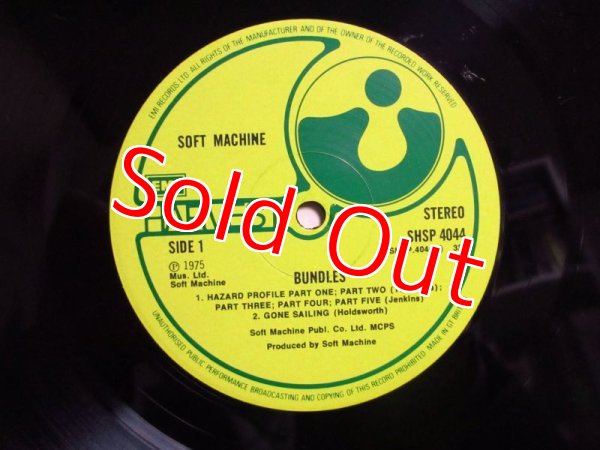 EMI RECORDS LTD. ALL RIGHTS OF THE MANUFACTURER AND OF THE OWNER OF THE RECORDED WORK RESERVED
SOFT MACHINE
EMI
Sold Out
STEREO
SHSP 4044
SIDE 1
℗ 1975
Mus. Ltd.
Soft Machine
BUNDLES
1. HAZARD PROFILE PART ONE; PART TWO
PART THREE; PART FOUR; PART FIVE (Jenkins)
2. GONE SAILING (Holdsworth)
Soft Machine Publ. Co. Ltd. MCPS
Produced by Soft Machine
UNAUTHORISED PUBLIC PERFORMANCE BROADCASTING AND COPYING OF THIS RECORD PROHIBITED. MADE IN GT BRI